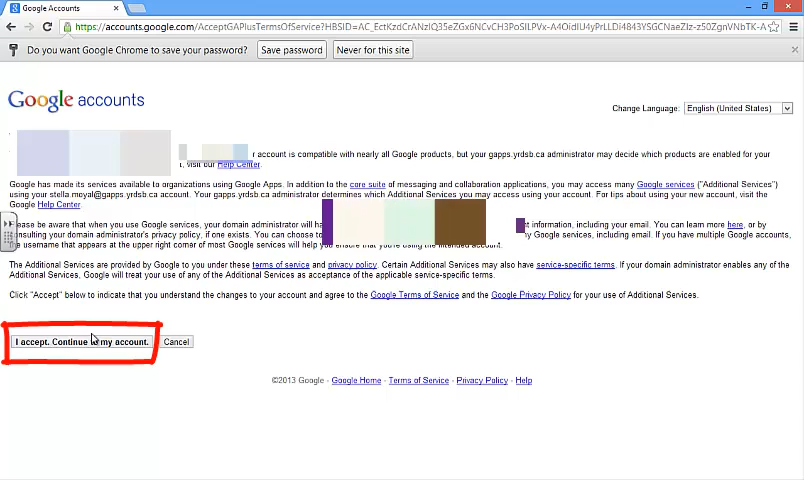 Google Accounts
https://accounts.google.com/AcceptGAPlusTermsOfService?HBSID=
Do you want Google Chrome to save your password? Save password Never for this site
Google accounts
Change Language: English (United States)
r account is compatible with nearly all Google products, but your gapps.yrdsb.ca administrator may decide which products are enabled for your
t, visit our Help Center.
Google has made its services available to organizations using Google Apps. In addition to the core suite of messaging and collaboration applications, you may access many Google services ("Additional Services")
using your stella moyal@gapps.yrdsb.ca account. Your gapps.yrdsb.ca administrator determines which Additional Services you may access using your account. For tips about using your new account, visit the
Google Help Center.
ease be aware that when you use Google services, your domain administrator will ha t information, including your email. You can learn more here, or by
onsulting your domain administrator's privacy policy, if one exists. You can choose to y Google services, including email. If you have multiple Google accounts,
he username that appears at the upper right corner of most Google services will help you ensure that you're using the intended account.
The Additional Services are provided by Google to you under these terms of service and privacy policy. Certain Additional Services may also have service-specific terms. If your domain administrator enables any of the
Additional Services, Google will treat your use of any of the Additional Services as acceptance of the applicable service-specific terms.
Click "Accept" below to indicate that you understand the changes to your account and agree to the Google Terms of Service and the Google Privacy Policy for your use of Additional Services.
I accept. Continue to my account. Cancel
©2013 Google - Google Home - Terms of Service - Privacy Policy - Help